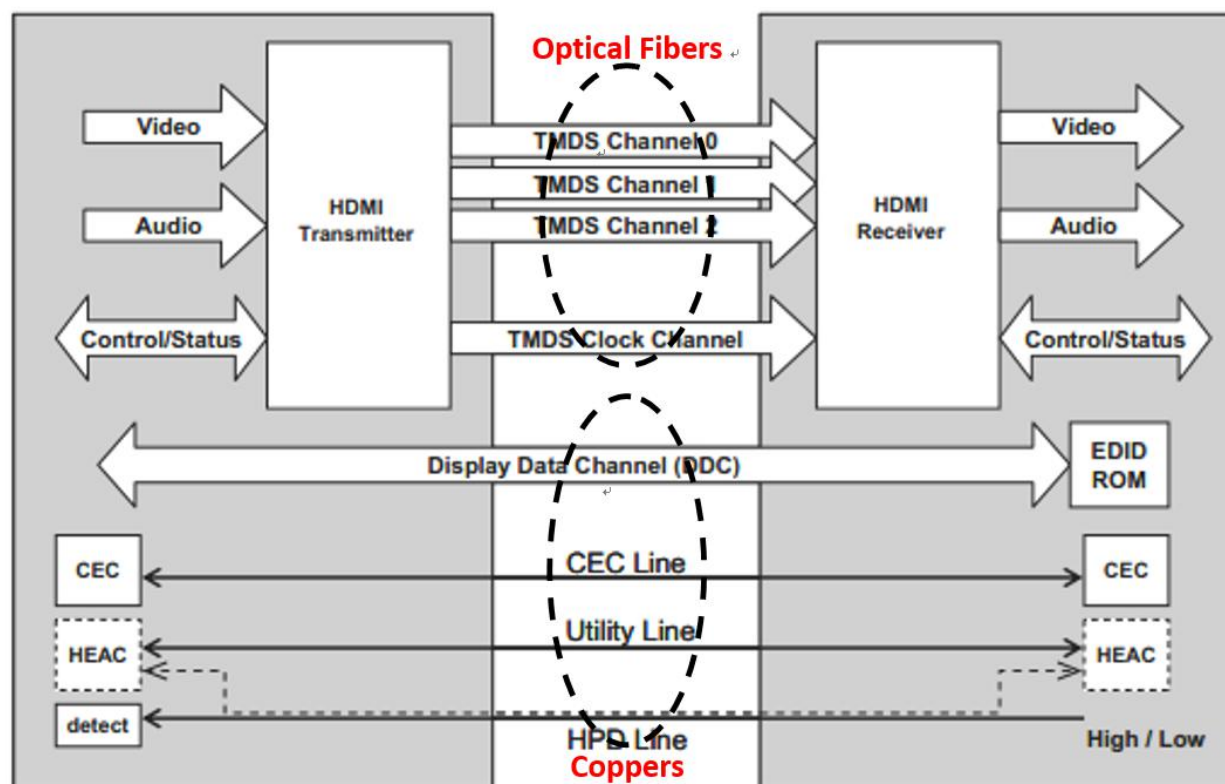 Optical Fibers
Video
HDMI
Transmitter
TMDS Channel 0
TMDS Channel 1
TMDS Channel 2
HDMI
Receiver
Video
Audio
Audio
Control/Status
TMDS Clock Channel
Control/Status
Display Data Channel (DDC)
EDID
ROM
CEC
CEC Line
CEC
HEAC
Utility Line
HEAC
detect
HPD Line
High / Low
Coppers